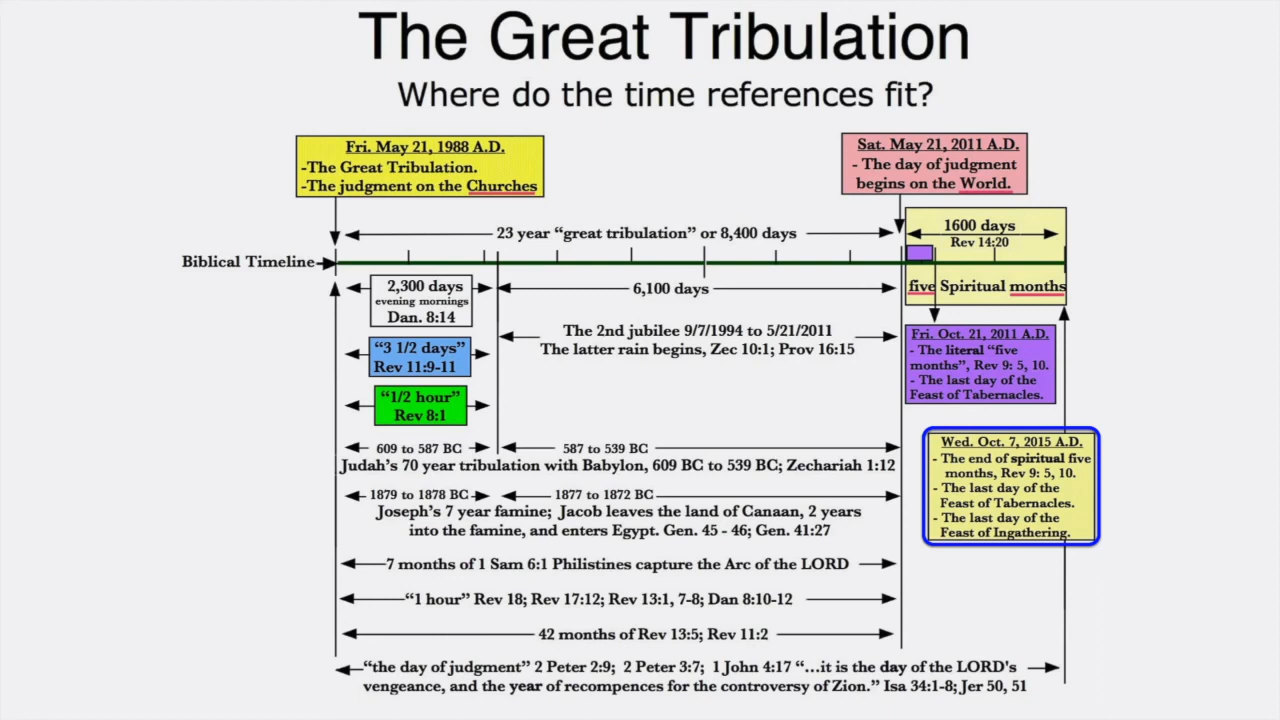 The Great Tribulation
Where do the time references fit?
Fri. May 21, 1988 A.D.
-The Great Tribulation.
-The judgment on the Churches
Sat. May 21, 2011 A.D.
- The day of judgment
begins on the World.
23 year “great tribulation” or 8,400 days
1600 days
Rev 14:20
Biblical Timeline
2,300 days
evening mornings
Dan. 8:14
6,100 days
five Spiritual months
“3 1/2 days”
Rev 11:9-11
The 2nd jubilee 9/7/1994 to 5/21/2011
The latter rain begins, Zec 10:1; Prov 16:15
Fri. Oct. 21, 2011 A.D.
- The literal “five
months”, Rev 9: 5, 10.
- The last day of the
Feast of Tabernacles.
“1/2 hour”
Rev 8:1
Wed. Oct. 7, 2015 A.D.
- The end of spiritual five
months, Rev 9: 5, 10.
- The last day of the
Feast of Tabernacles.
- The last day of the
Feast of Ingathering.
609 to 587 BC
587 to 539 BC
Judah’s 70 year tribulation with Babylon, 609 BC to 539 BC; Zechariah 1:12
1879 to 1878 BC
1877 to 1872 BC
Joseph’s 7 year famine; Jacob leaves the land of Canaan, 2 years
into the famine, and enters Egypt. Gen. 45 - 46; Gen. 41:27
7 months of 1 Sam 6:1 Philistines capture the Arc of the LORD
“1 hour” Rev 18; Rev 17:12; Rev 13:1, 7-8; Dan 8:10-12
42 months of Rev 13:5; Rev 11:2
“the day of judgment” 2 Peter 2:9; 2 Peter 3:7; 1 John 4:17 “...it is the day of the LORD's
vengeance, and the year of recompences for the controversy of Zion.” Isa 34:1-8; Jer 50, 51